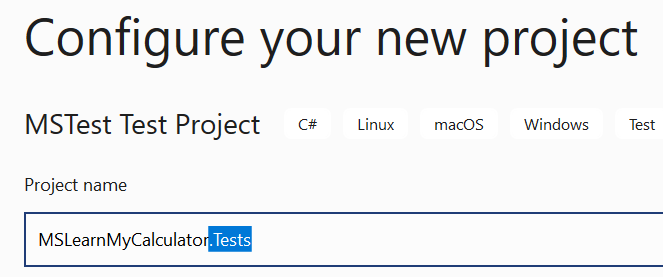 Configure your new project
MSTest Test Project C# Linux macOS Windows Test
Project name
MSLearnMyCalculator.Tests